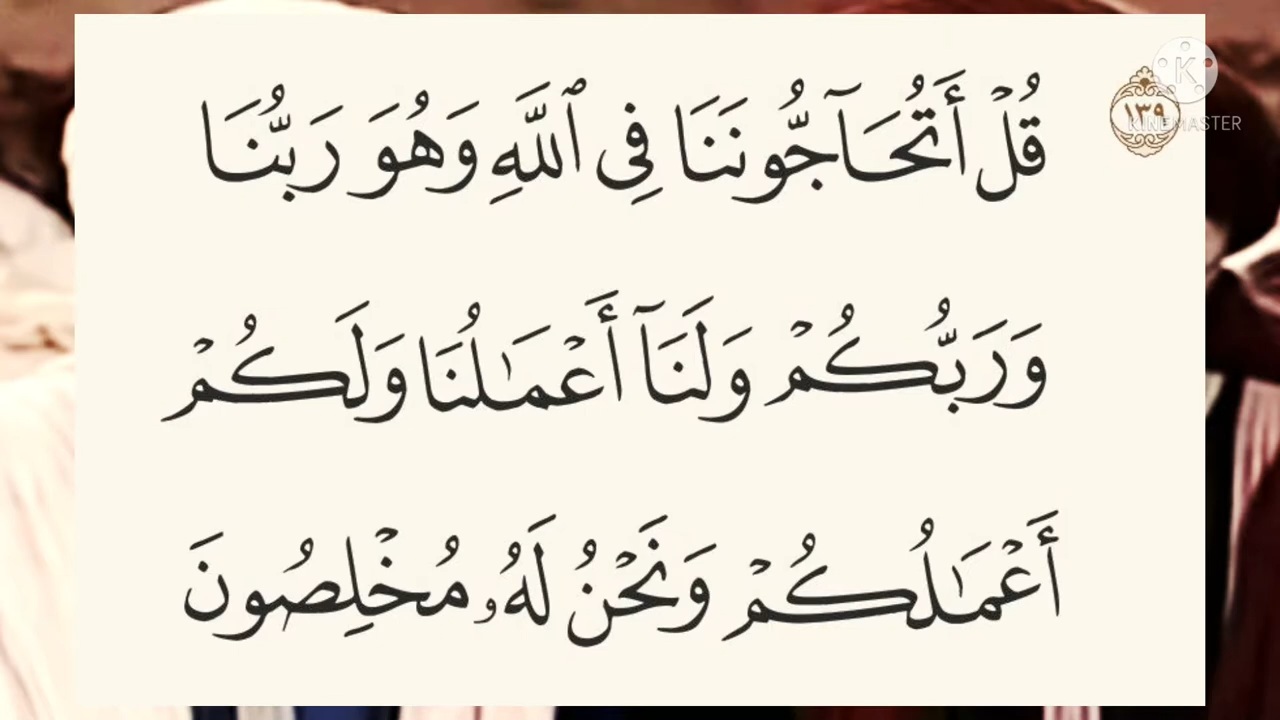 ١٣٩ قُلْ أَتُحَآجُّونَنَا فِى ٱللَّهِ وَهُوَ رَبُّنَا
وَرَبُّكُمْ وَلَنَآ أَعْمَـٰلُنَا وَلَكُمْ
أَعْمَـٰلُكُمْ وَنَحْنُ لَهُۥ مُخْلِصُونَ
K
KINEMASTER